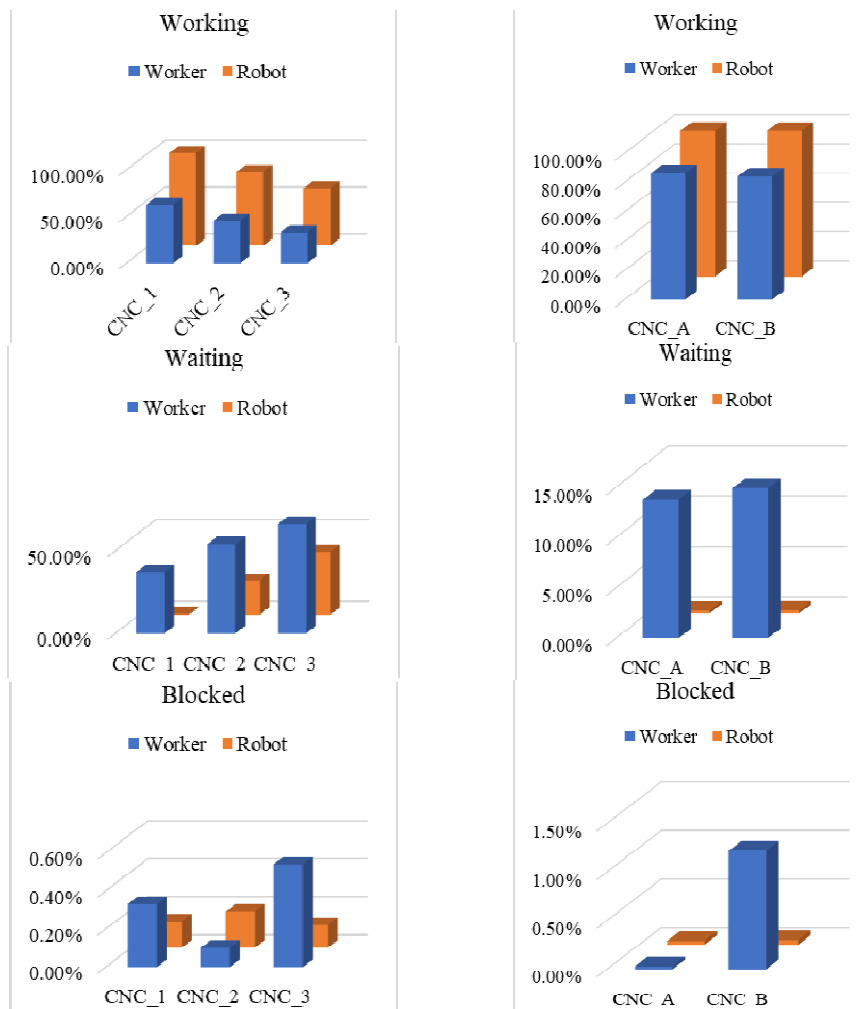 Working
Worker Robot
100.00%
50.00%
0.00%
CNC_1 CNC_2 CNC_3
Working
Worker Robot
100.00%
80.00%
60.00%
40.00%
20.00%
0.00%
CNC_A CNC_B
Waiting
Worker Robot
50.00%
0.00%
CNC_1 CNC_2 CNC_3
Waiting
Worker Robot
15.00%
10.00%
5.00%
0.00%
CNC_A CNC_B
Blocked
Worker Robot
0.60%
0.40%
0.20%
0.00%
CNC_1 CNC_2 CNC_3
Blocked
Worker Robot
1.50%
1.00%
0.50%
0.00%
CNC_A CNC_B